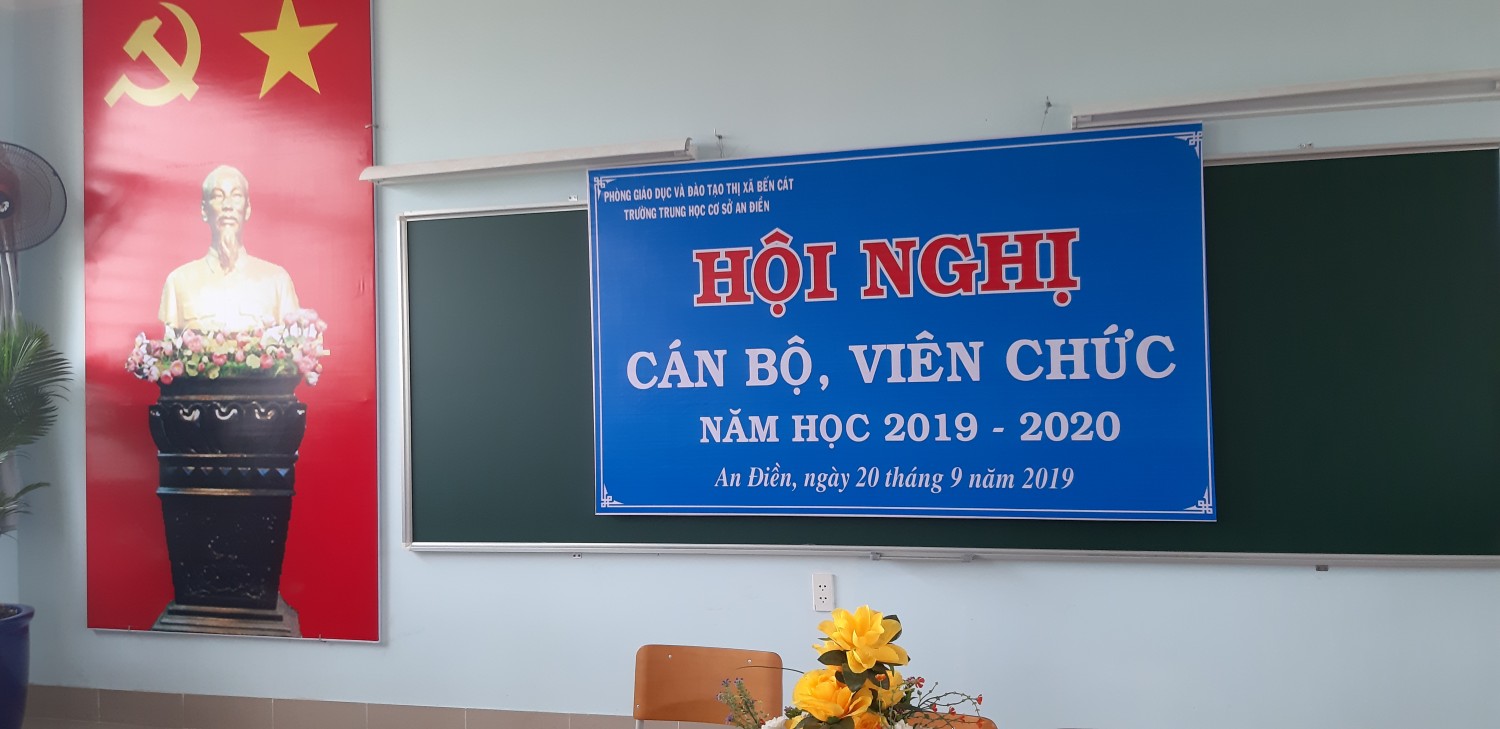 PHÒNG GIÁO DỤC VÀ ĐÀO TẠO THỊ XÃ BẾN CÁT
TRƯỜNG TRUNG HỌC CƠ SỞ AN ĐIỀN
HỘI NGHỊ
CÁN BỘ, VIÊN CHỨC
NĂM HỌC 2019 - 2020
An Điền, ngày 20 tháng 9 năm 2019